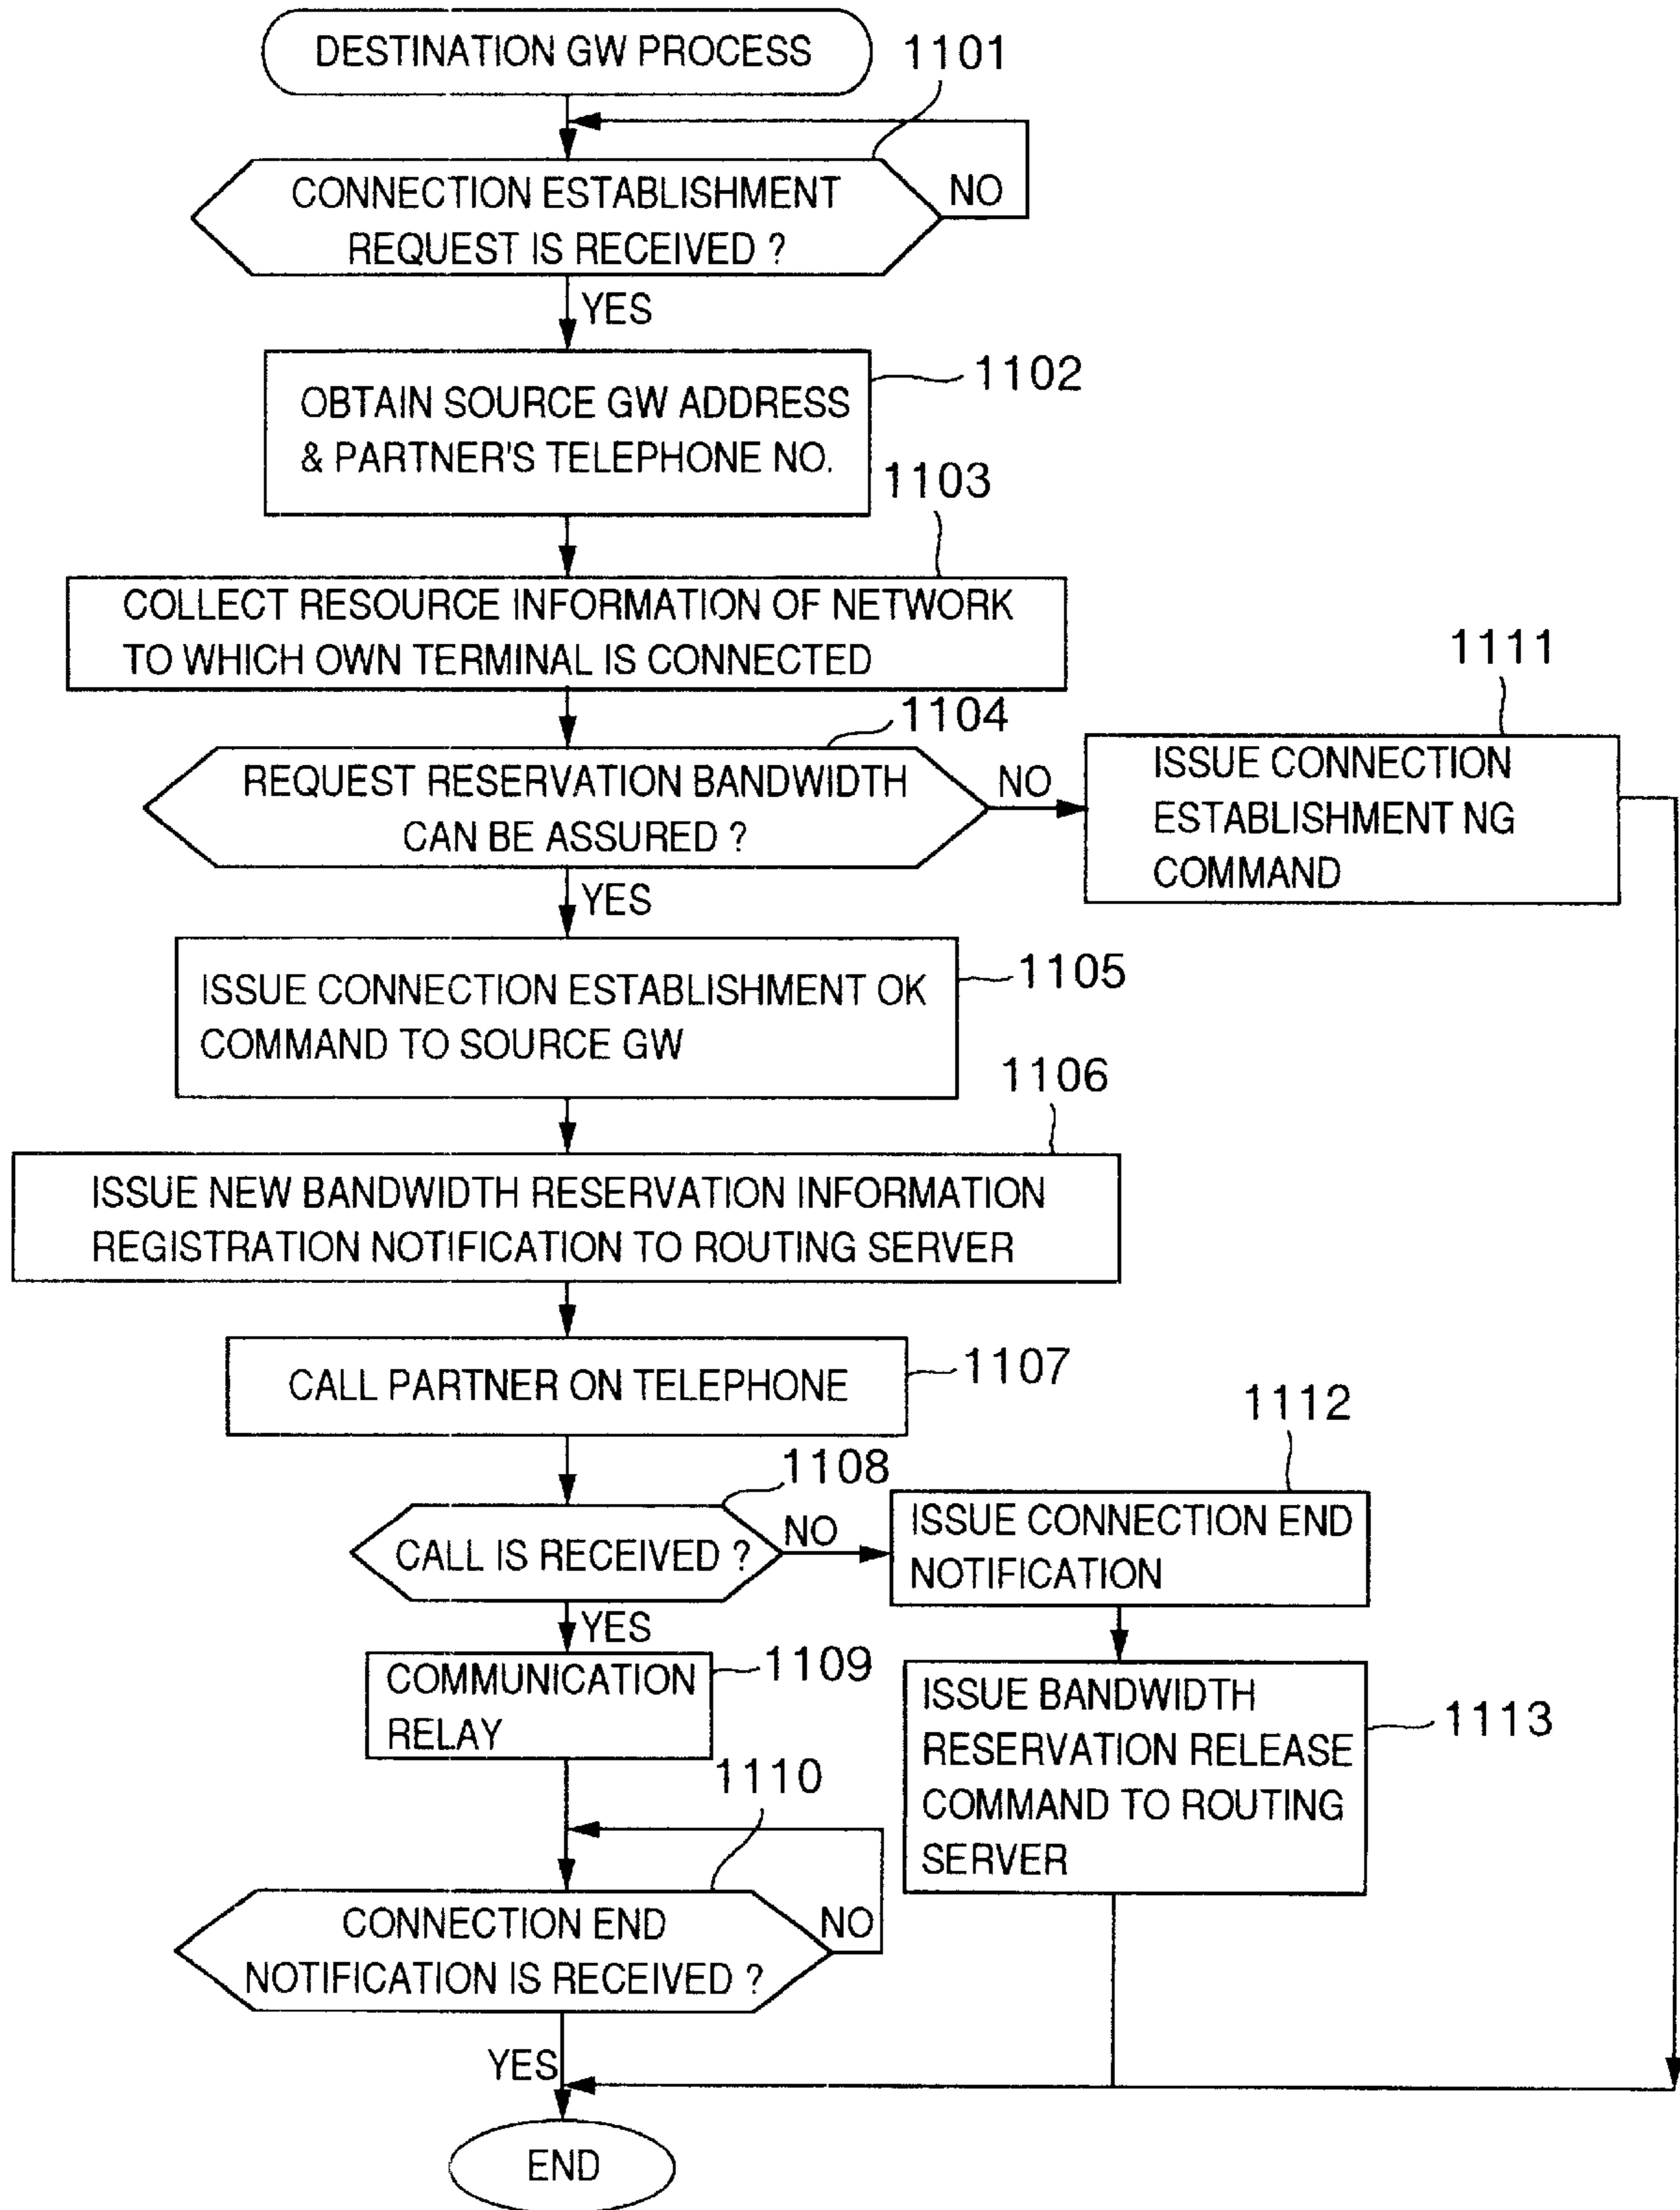 DESTINATION GW PROCESS
1101
CONNECTION ESTABLISHMENT
REQUEST IS RECEIVED ?
NO
YES
1102
OBTAIN SOURCE GW ADDRESS
& PARTNER'S TELEPHONE NO.
1103
COLLECT RESOURCE INFORMATION OF NETWORK
TO WHICH OWN TERMINAL IS CONNECTED
1104
REQUEST RESERVATION BANDWIDTH
CAN BE ASSURED ?
NO
1111
ISSUE CONNECTION
ESTABLISHMENT NG
COMMAND
YES
1105
ISSUE CONNECTION ESTABLISHMENT OK
COMMAND TO SOURCE GW
1106
ISSUE NEW BANDWIDTH RESERVATION INFORMATION
REGISTRATION NOTIFICATION TO ROUTING SERVER
1107
CALL PARTNER ON TELEPHONE
1108
CALL IS RECEIVED ?
NO
1112
ISSUE CONNECTION END
NOTIFICATION
YES
1109
COMMUNICATION
RELAY
1113
ISSUE BANDWIDTH
RESERVATION RELEASE
COMMAND TO ROUTING
SERVER
1110
CONNECTION END
NOTIFICATION IS RECEIVED ?
NO
YES
END